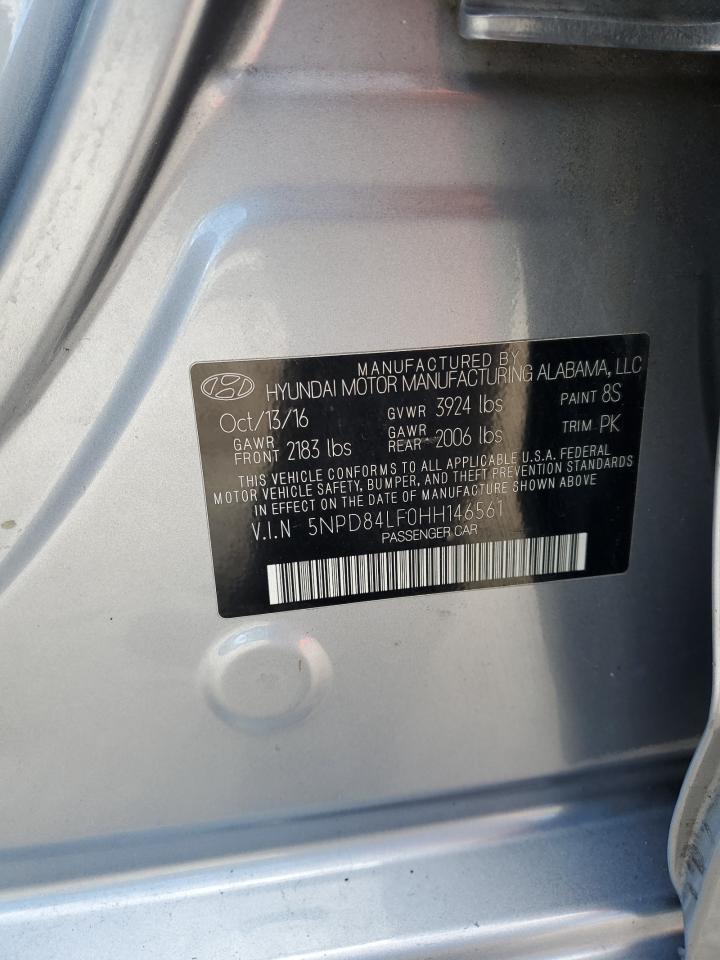 MANUFACTURED BY
HYUNDAI MOTOR MANUFACTURING ALABAMA, LLC
Oct/13/16 GVWR 3924 lbs PAINT 8S
GAWR FRONT 2183 lbs GAWR REAR 2006 lbs TRIM PK
THIS VEHICLE CONFORMS TO ALL APPLICABLE U.S.A. FEDERAL
MOTOR VEHICLE SAFETY, BUMPER, AND THEFT PREVENTION STANDARDS
IN EFFECT ON THE DATE OF MANUFACTURE SHOWN ABOVE
V.I.N 5NPD84LF0HH146561
PASSENGER CAR